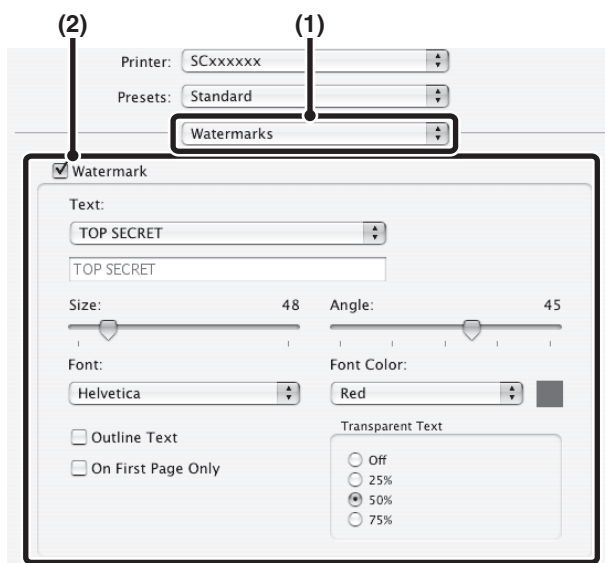 (2) (1)
Printer: SCxxxxxx
Presets: Standard
Watermarks
Watermark
Text:
TOP SECRET
TOP SECRET
Size: 48 Angle: 45
Font: Font Color:
Helvetica Red
Outline Text Transparent Text
On First Page Only Off
25%
50%
75%